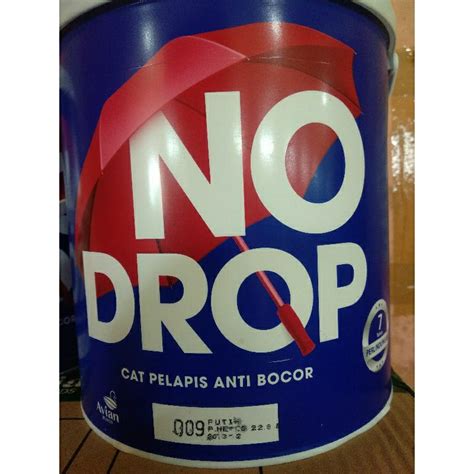 NO
DROP
CAT PELAPIS ANTI BOCOR
7
Avian
009
PUTIH